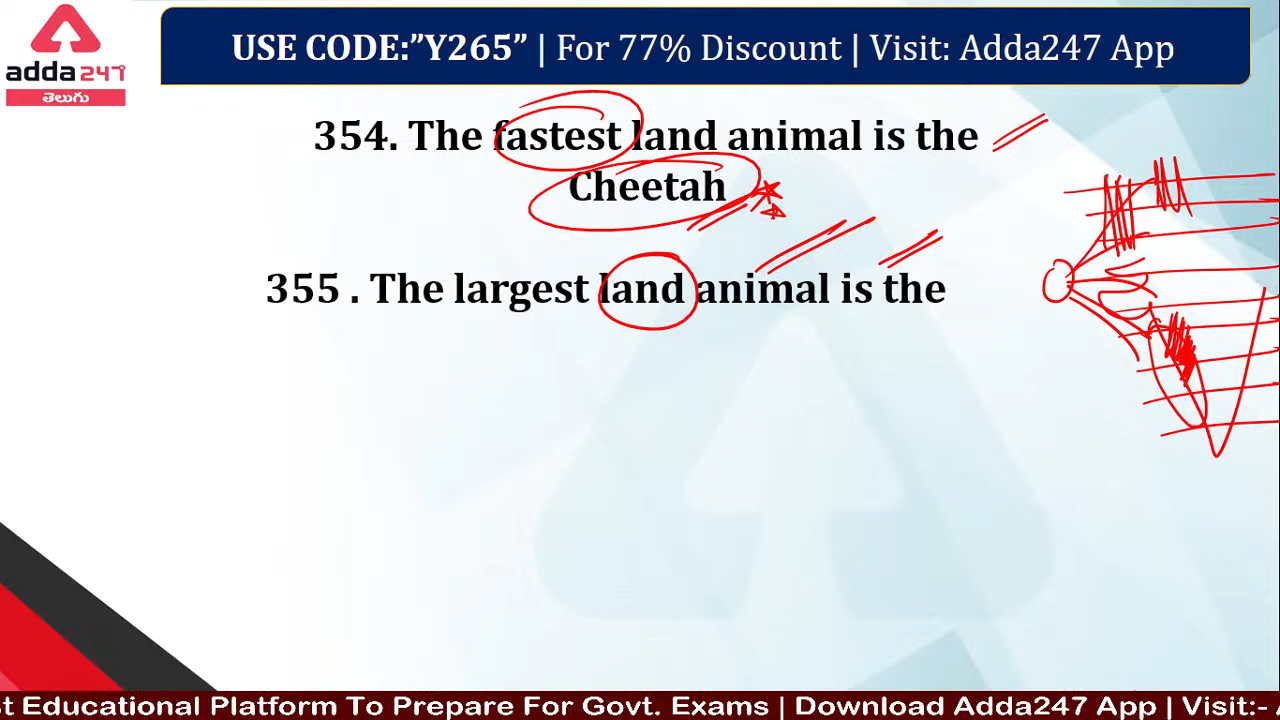 USE CODE:”Y265” | For 77% Discount | Visit: Adda247 App
adda247
తెలుగు
354. The fastest land animal is the
Cheetah
355 . The largest land animal is the
st Educational Platform To Prepare For Govt. Exams | Download Adda247 App | Visit:-